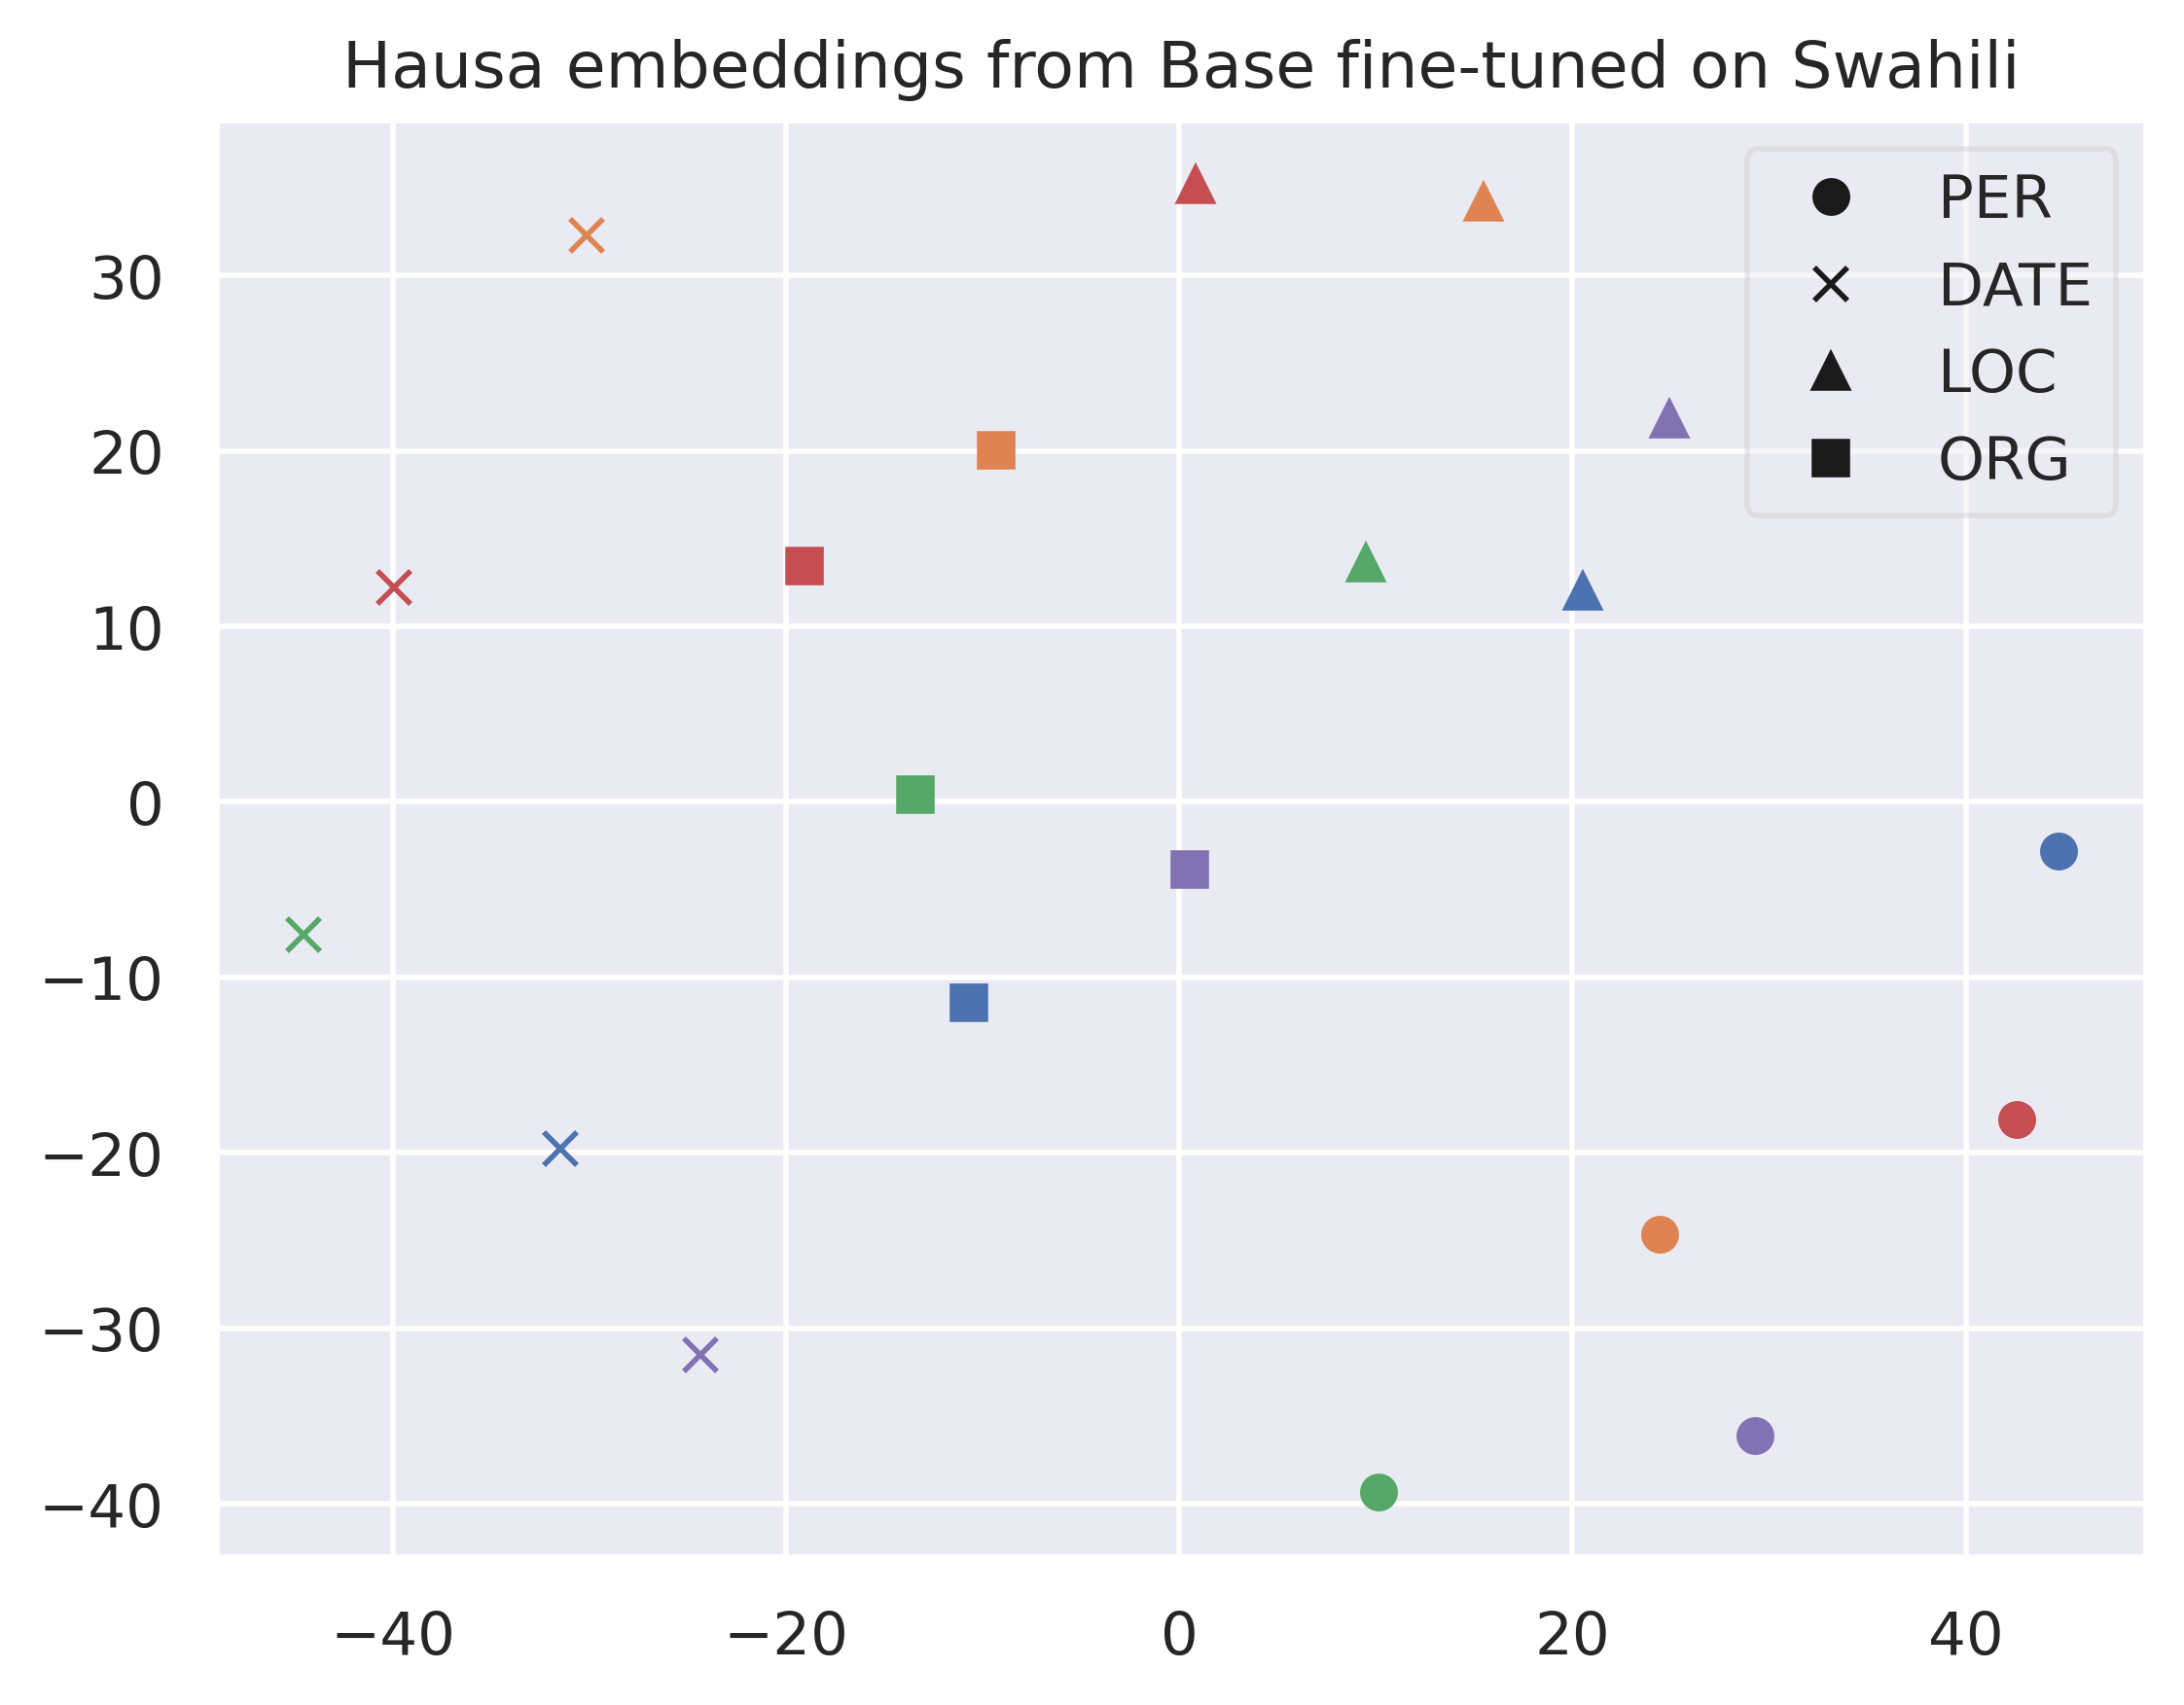 Hausa embeddings from Base fine-tuned on Swahili
PER
DATE
LOC
ORG
30
20
10
0
−10
−20
−30
−40
−40 −20 0 20 40